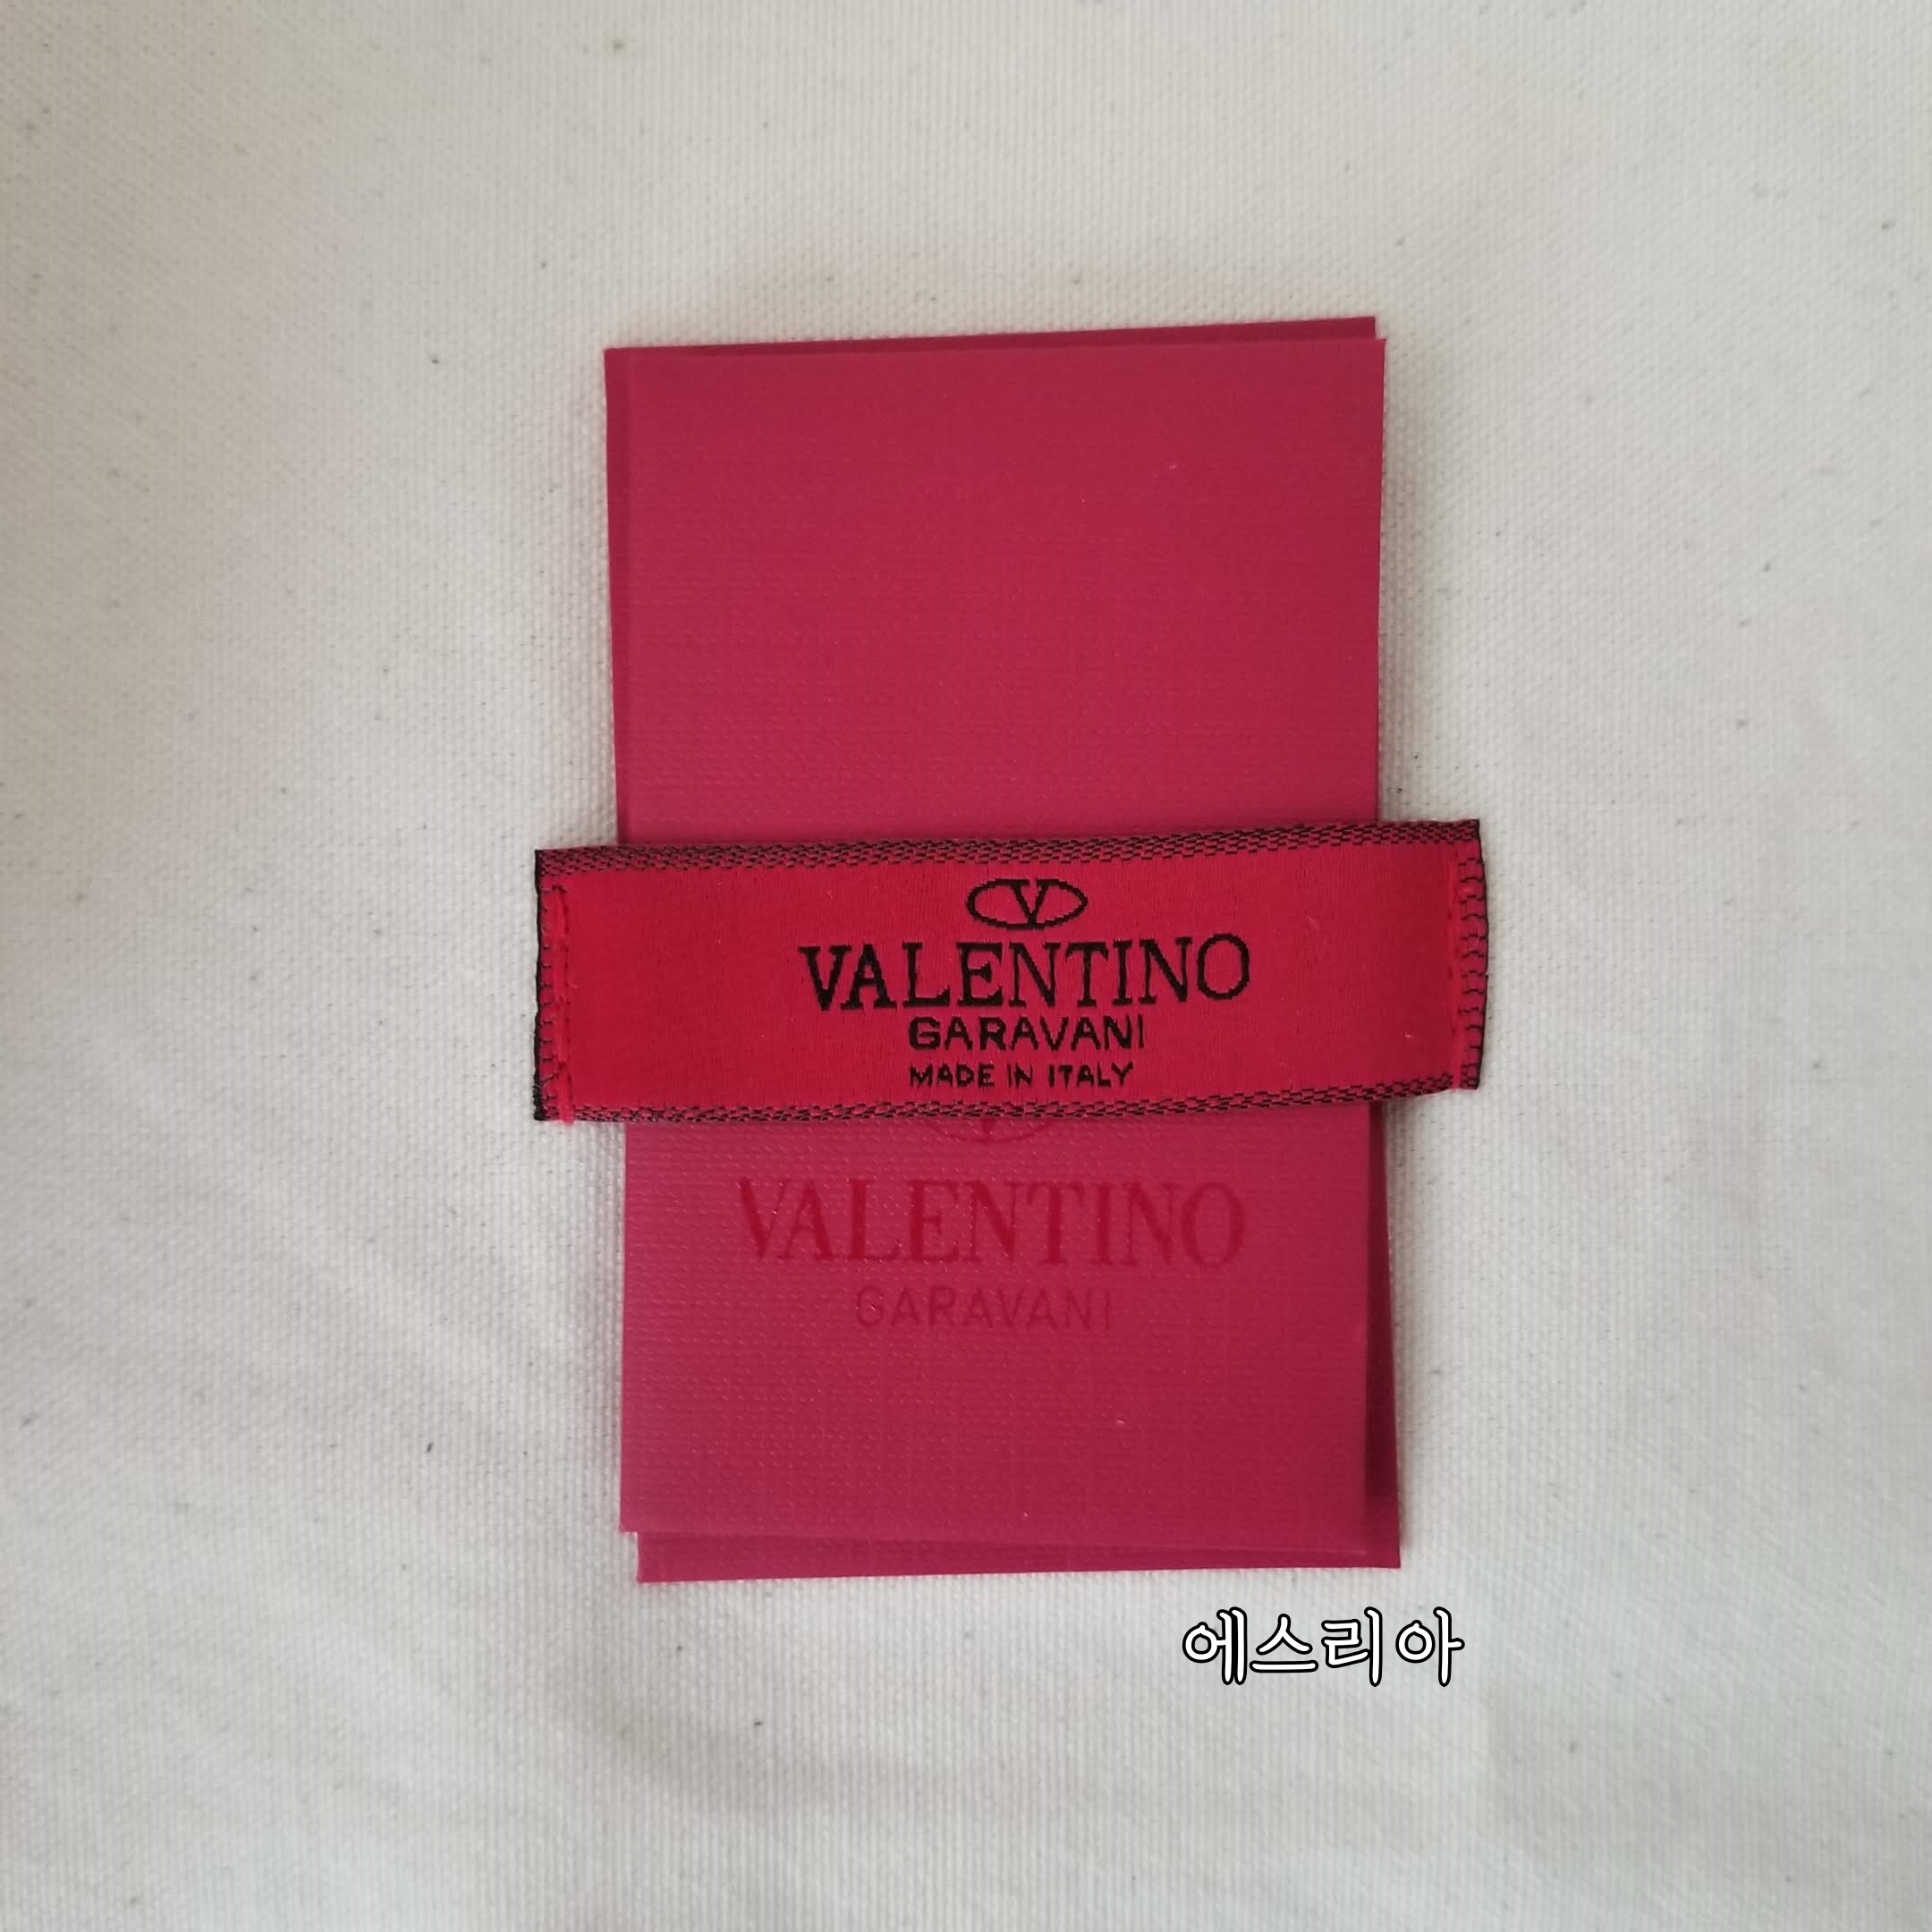 V
VALENTINO
GARAVANI
MADE IN ITALY
V
VALENTINO
GARAVANI
에스리아